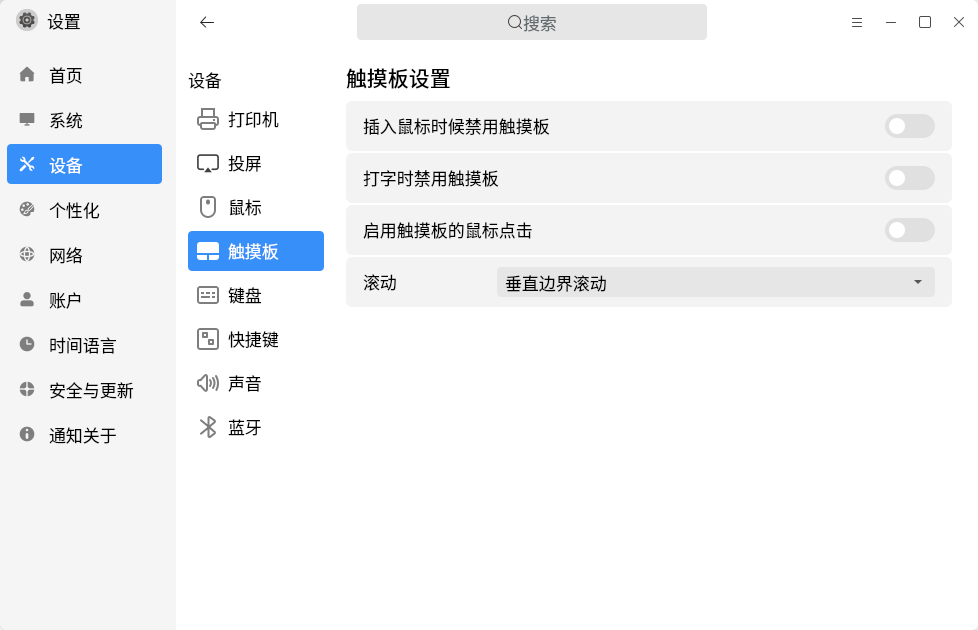 设置
搜索
首页
系统
设备
个性化
网络
账户
时间语言
安全与更新
通知关于
设备
打印机
投屏
鼠标
触摸板
键盘
快捷键
声音
蓝牙
触摸板设置
插入鼠标时候禁用触摸板
打字时禁用触摸板
启用触摸板的鼠标点击
滚动
垂直边界滚动